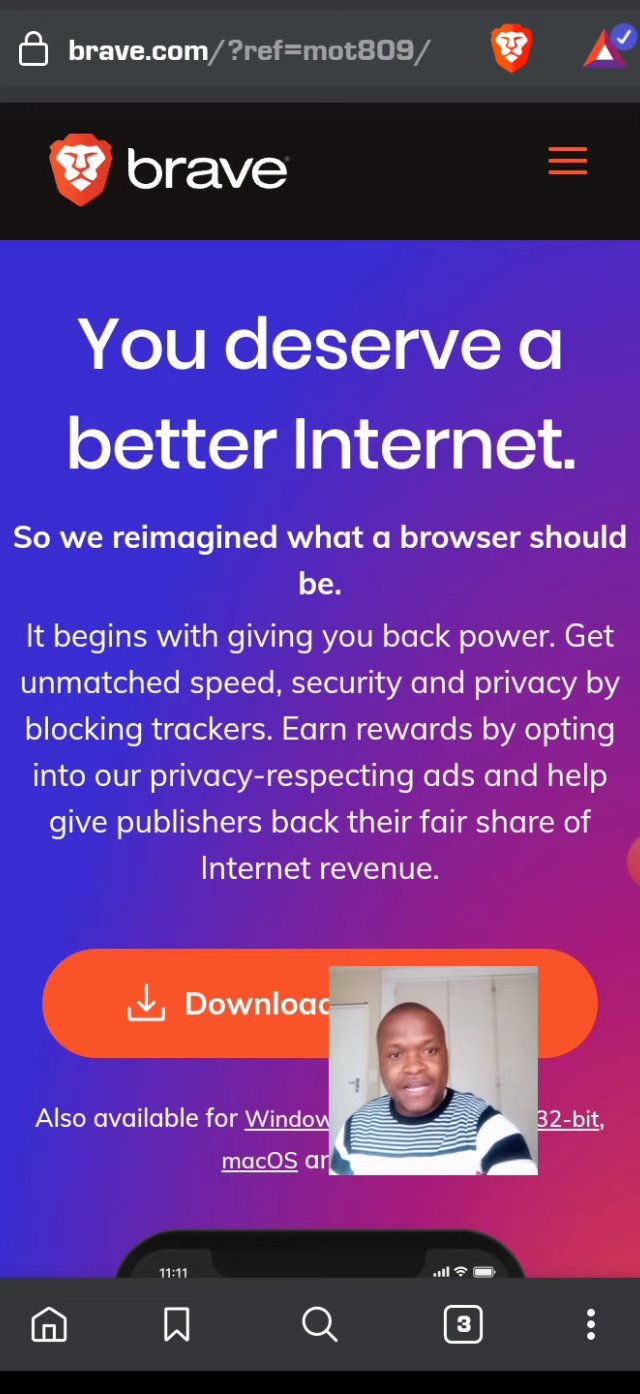 brave.com/?ref=mot809/
brave
You deserve a
better Internet.
So we reimagined what a browser should
be.
It begins with giving you back power. Get
unmatched speed, security and privacy by
blocking trackers. Earn rewards by opting
into our privacy-respecting ads and help
give publishers back their fair share of
Internet revenue.
Also available for 32-bit,
macOS
11:11
3